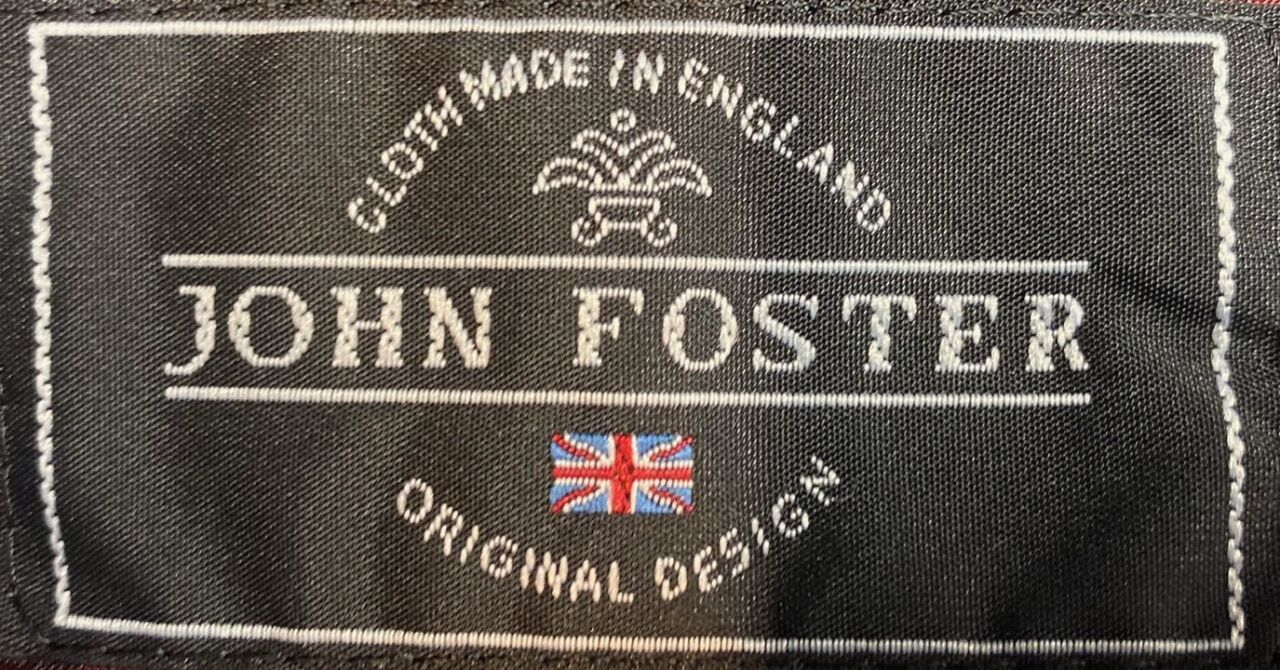 CLOTH MADE IN ENGLAND
JOHN FOSTER
ORIGINAL DESIGN